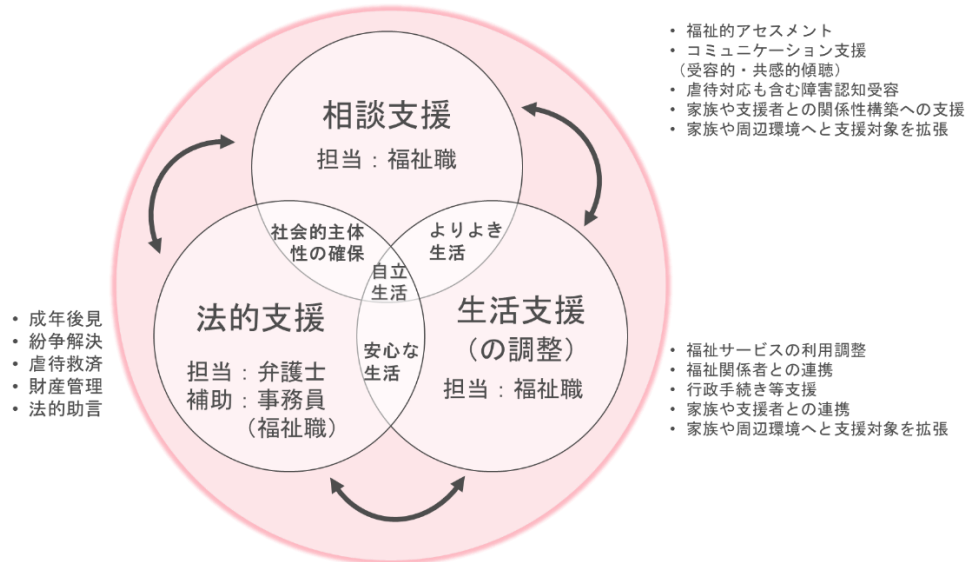 相談支援
担当：福祉職
社会的主体
性の確保
よりよき
生活
自立
生活
法的支援
担当：弁護士
補助：事務員
（福祉職）
安心な
生活
生活支援
（の調整）
担当：福祉職
• 福祉的アセスメント
• コミュニケーション支援
（受容的・共感的傾聴）
• 虐待対応も含む障害認知受容
• 家族や支援者との関係性構築への支援
• 家族や周辺環境へと支援対象を拡張
• 成年後見
• 紛争解決
• 虐待救済
• 財産管理
• 法的助言
• 福祉サービスの利用調整
• 福祉関係者との連携
• 行政手続き等支援
• 家族や支援者との連携
• 家族や周辺環境へと支援対象を拡張